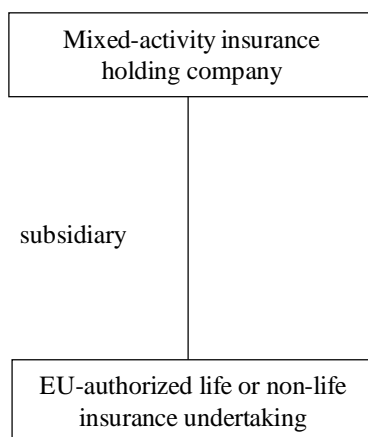 Mixed-activity insurance
holding company
subsidiary
EU-authorized life or non-life
insurance undertaking